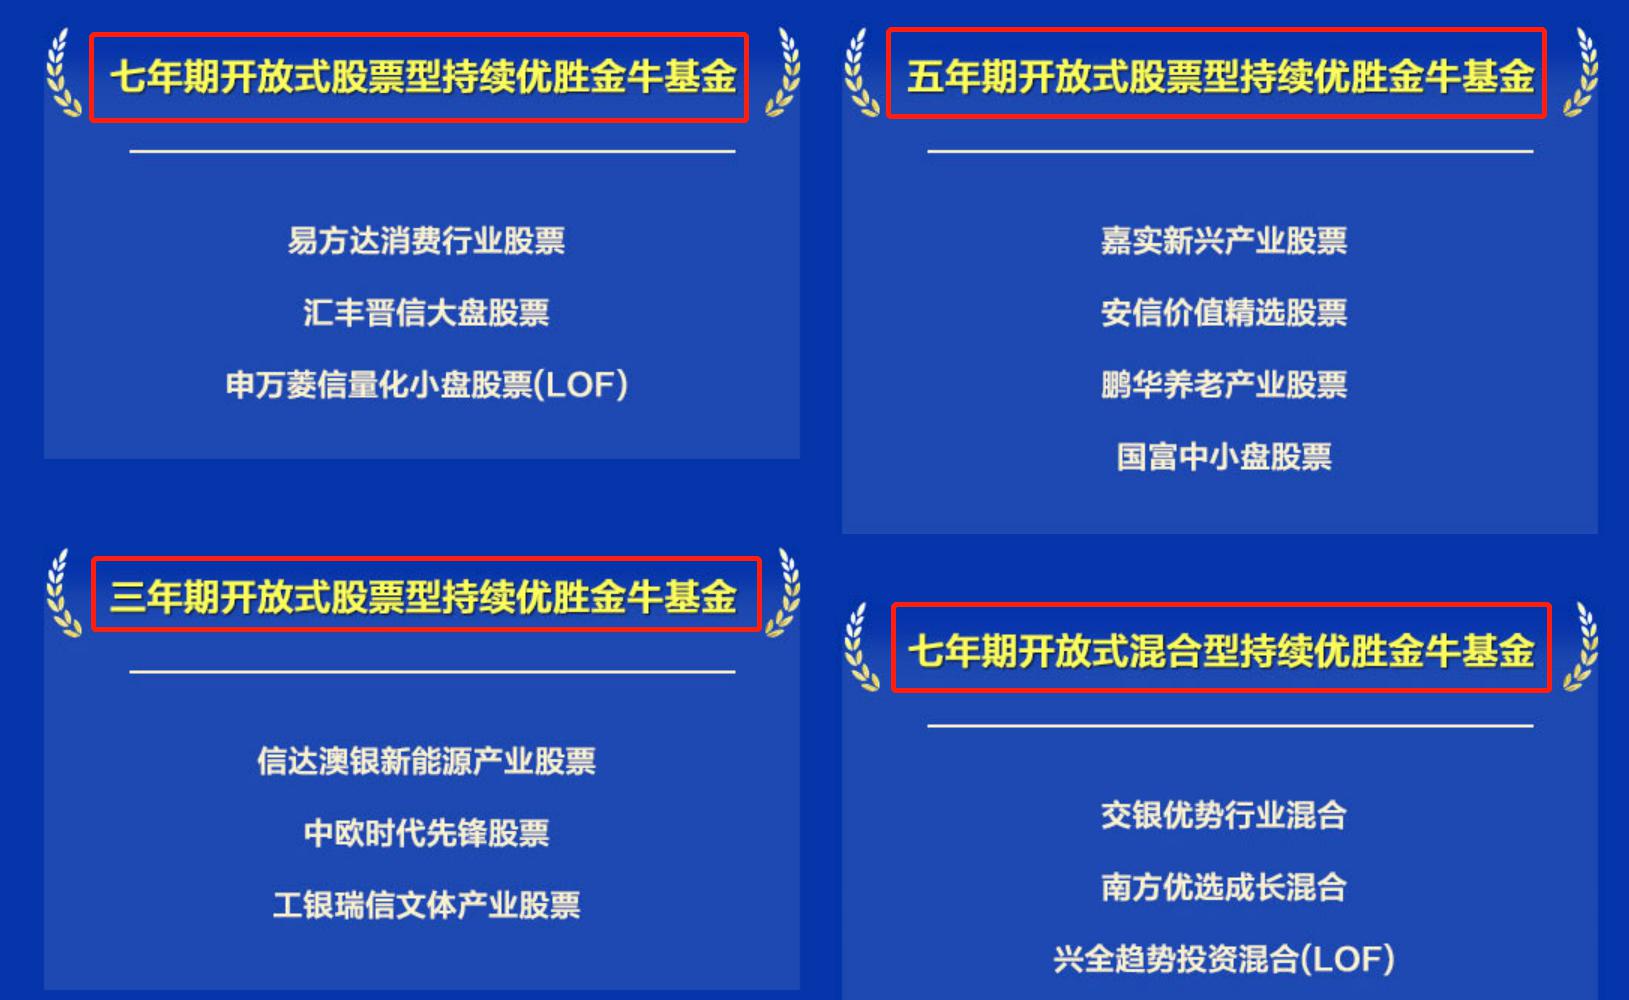 七年期开放式股票型持续优胜金牛基金
易方达消费行业股票
汇丰晋信大盘股票
申万菱信量化小盘股票(LOF)
五年期开放式股票型持续优胜金牛基金
嘉实新兴产业股票
安信价值精选股票
鹏华养老产业股票
国富中小盘股票
三年期开放式股票型持续优胜金牛基金
信达澳银新能源产业股票
中欧时代先锋股票
工银瑞信文体产业股票
七年期开放式混合型持续优胜金牛基金
交银优势行业混合
南方优选成长混合
兴全趋势投资混合(LOF)